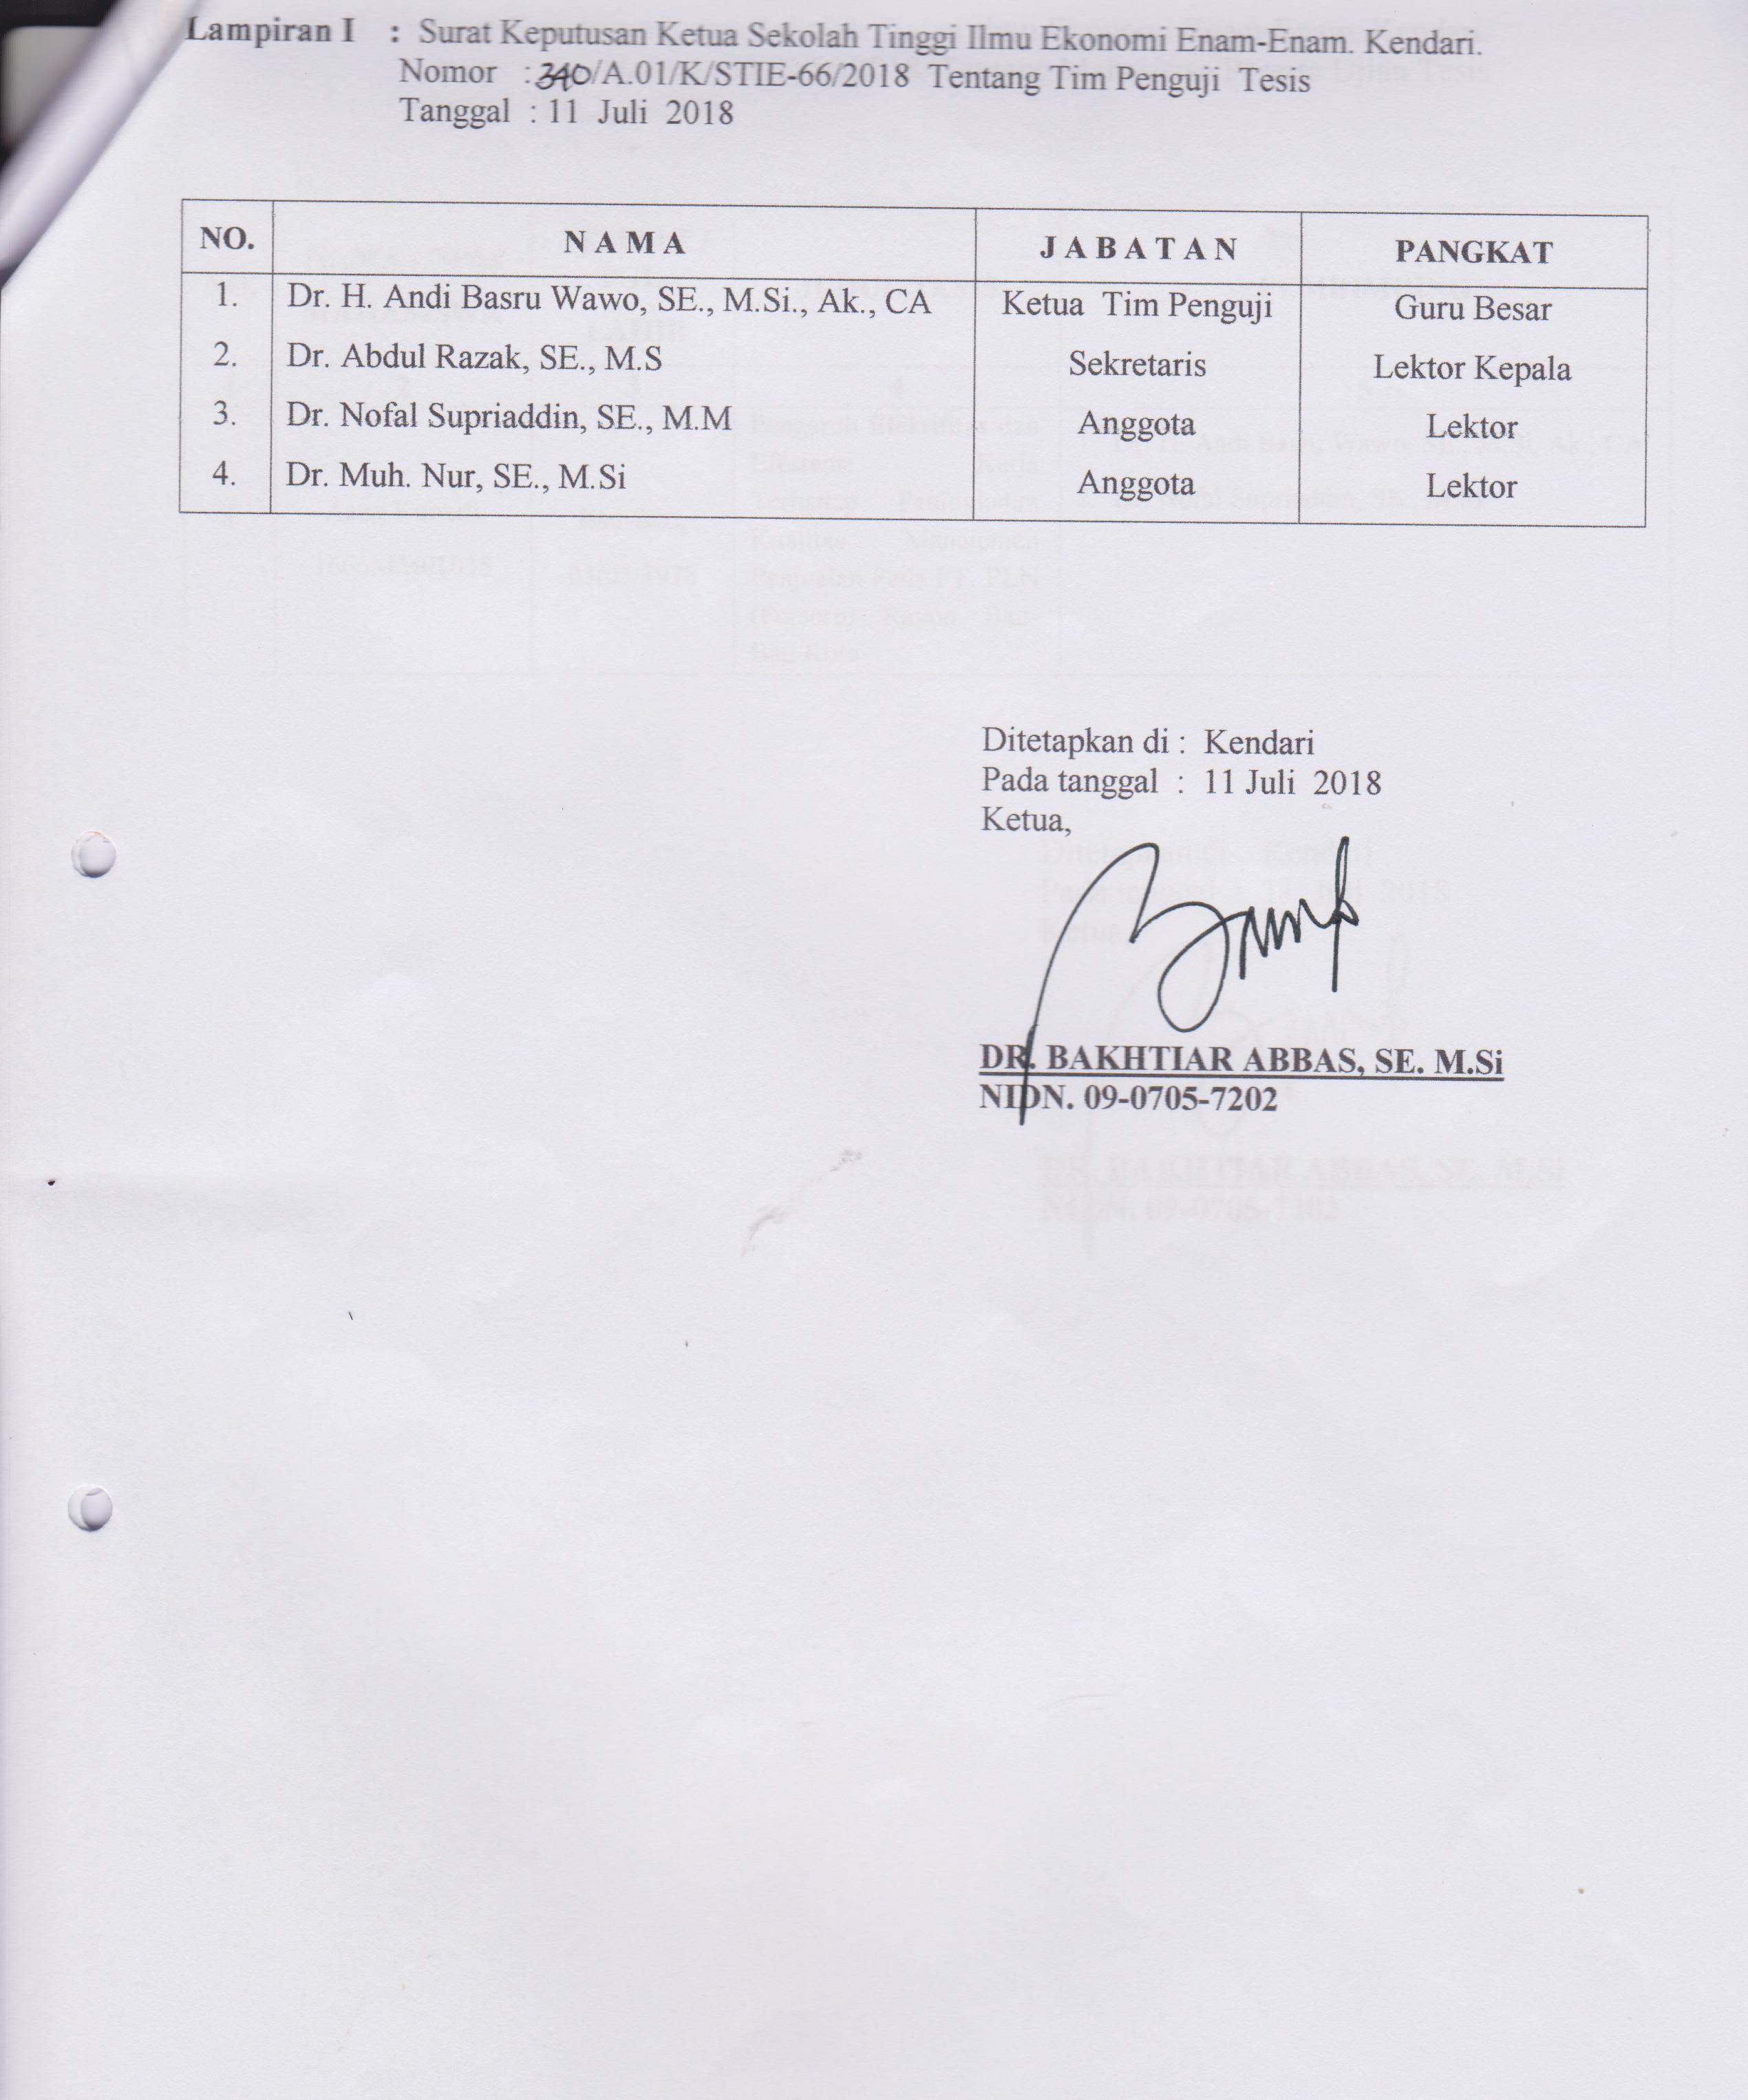 Lampiran I : Surat Keputusan Ketua Sekolah Tinggi Ilmu Ekonomi Enam-Enam. Kendari.
Nomor : 340/A.01/K/STIE-66/2018 Tentang Tim Penguji Tesis
Tanggal : 11 Juli 2018
NO. N A M A J A B A T A N PANGKAT
1. Dr. H. Andi Basru Wawo, SE., M.Si., Ak., CA Ketua Tim Penguji Guru Besar
2. Dr. Abdul Razak, SE., M.S Sekretaris Lektor Kepala
3. Dr. Nofal Supriaddin, SE., M.M Anggota Lektor
4. Dr. Muh. Nur, SE., M.Si Anggota Lektor
Ditetapkan di : Kendari
Pada tanggal : 11 Juli 2018
Ketua,
DR. BAKHTIAR ABBAS, SE. M.Si
NIDN. 09-0705-7202